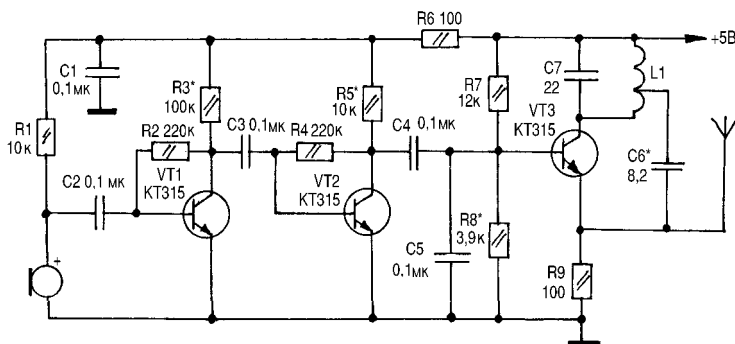 R6 100
+5В
C1
0,1мк
R3*
100к
R5*
10к
R7
12к
C7
22
L1
R1
10к
R2 220к
C3 0,1мк
R4 220к
C4 0,1мк
VT3
КТ315
C2 0,1 мк
VT1
КТ315
VT2
КТ315
C6*
8,2
R8*
3,9к
C5
0,1мк
R9
100
+